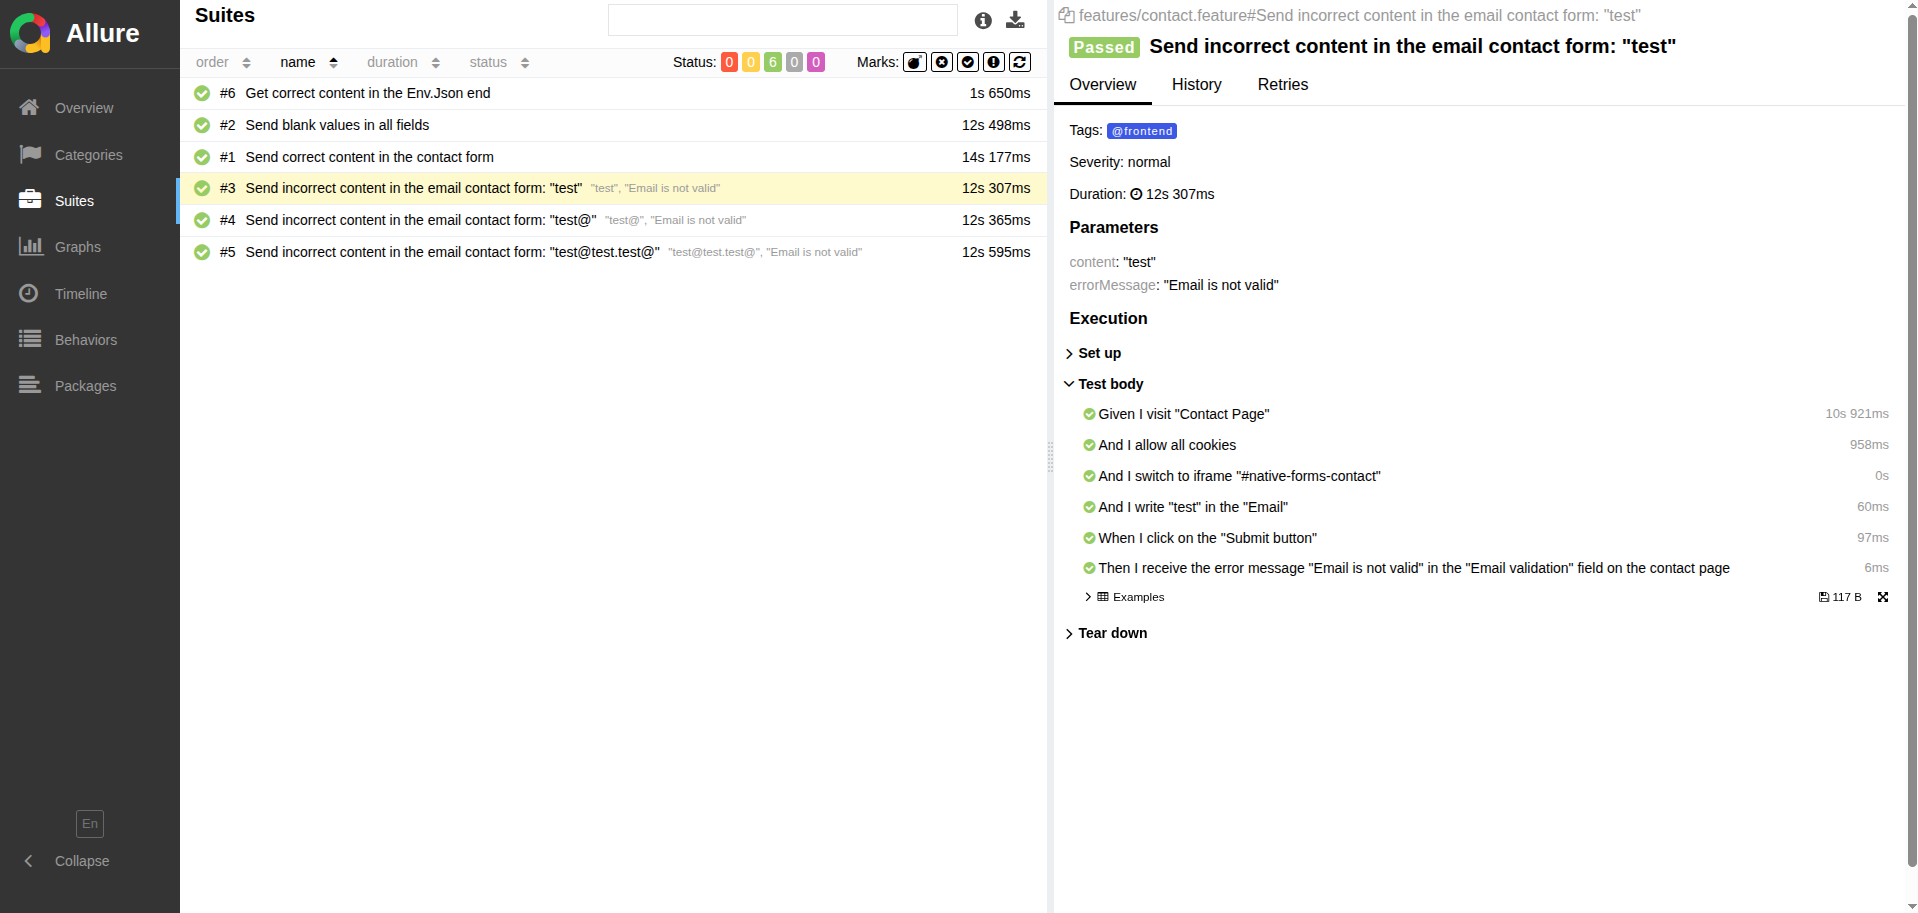 Allure
Overview
Categories
Suites
Graphs
Timeline
Behaviors
Packages
En
Collapse
Suites
order name duration status Status: 0 0 6 0 0 Marks:
#6 Get correct content in the Env.Json end 1s 650ms
#2 Send blank values in all fields 12s 498ms
#1 Send correct content in the contact form 14s 177ms
#3 Send incorrect content in the email contact form: "test" "test", "Email is not valid" 12s 307ms
#4 Send incorrect content in the email contact form: "test@" "test@", "Email is not valid" 12s 365ms
#5 Send incorrect content in the email contact form: "test@test.test@" "test@test.test@", "Email is not valid" 12s 595ms
features/contact.feature#Send incorrect content in the email contact form: "test"
Passed Send incorrect content in the email contact form: "test"
Overview History Retries
Tags: @frontend
Severity: normal
Duration: 12s 307ms
Parameters
content: "test"
errorMessage: "Email is not valid"
Execution
Set up
Test body
Given I visit "Contact Page" 10s 921ms
And I allow all cookies 958ms
And I switch to iframe "#native-forms-contact" 0s
And I write "test" in the "Email" 60ms
When I click on the "Submit button" 97ms
Then I receive the error message "Email is not valid" in the "Email validation" field on the contact page 6ms
Examples 117 B
Tear down